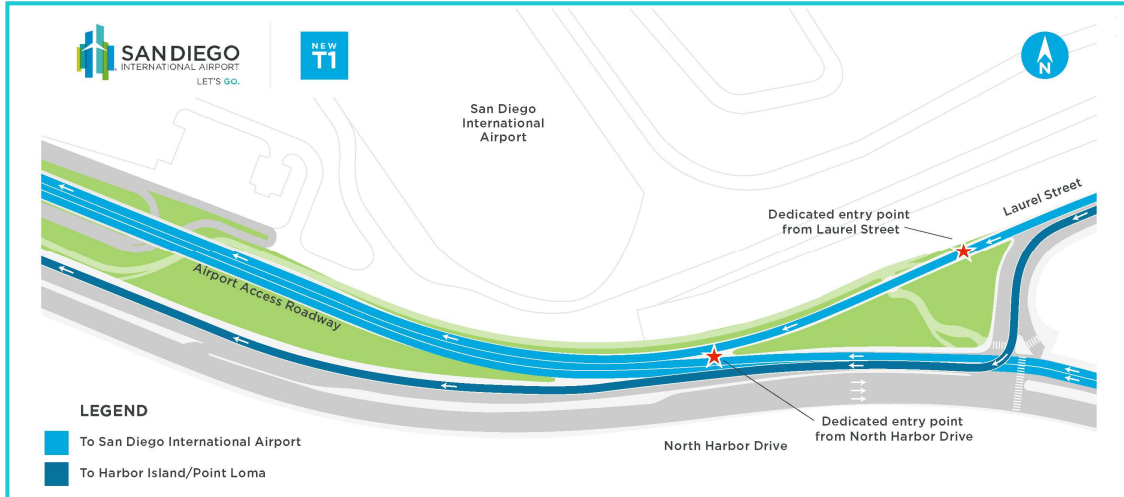 SAN DIEGO
INTERNATIONAL AIRPORT
LET'S GO.
NEW
T1
N
San Diego
International
Airport
Laurel Street
Dedicated entry point
from Laurel Street
Airport Access Roadway
Dedicated entry point
from North Harbor Drive
North Harbor Drive
LEGEND
To San Diego International Airport
To Harbor Island/Point Loma